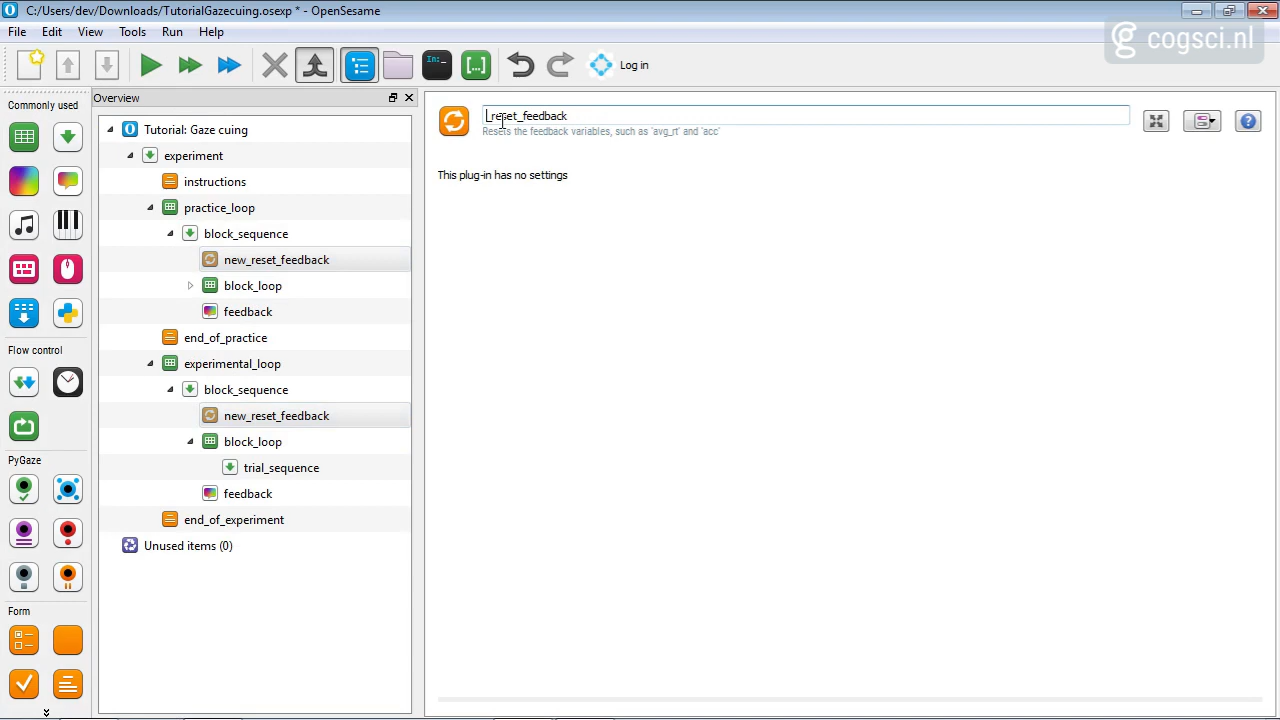 C:/Users/dev/Downloads/TutorialGazecuing.osexp * - OpenSesame
cogsci.nl
File Edit View Tools Run Help
In:_
[...]
Log in
Commonly used
Overview
Tutorial: Gaze cuing
experiment
instructions
practice_loop
block_sequence
new_reset_feedback
block_loop
feedback
end_of_practice
experimental_loop
block_sequence
new_reset_feedback
block_loop
trial_sequence
feedback
end_of_experiment
Unused items (0)
Flow control
PyGaze
Form
_reset_feedback
Resets the feedback variables, such as 'avg_rt' and 'acc'
This plug-in has no settings